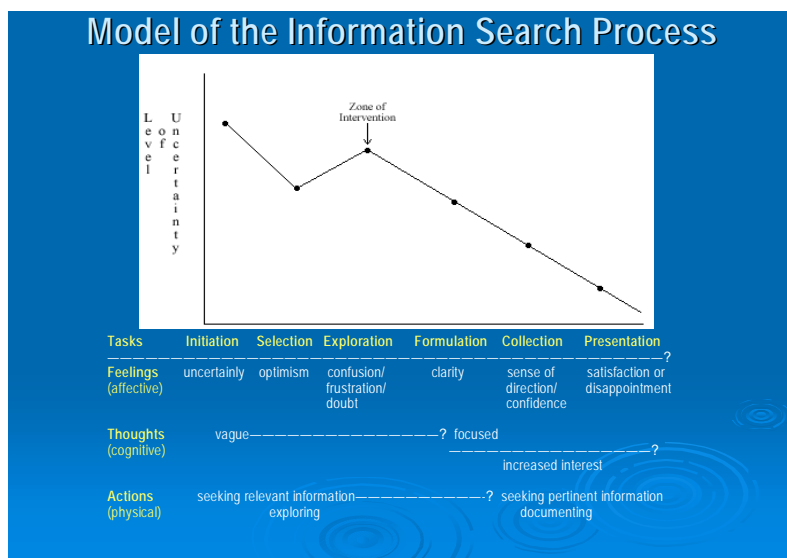 Model of the Information Search Process
Level of Uncertainty
Zone of
Intervention
Tasks Initiation Selection Exploration Formulation Collection Presentation
————————————————————————————————————————————?
Feelings uncertainly optimism confusion/ clarity sense of satisfaction or
(affective) frustration/ direction/ disappointment
doubt confidence
Thoughts vague———————————————? focused
(cognitive) ————————————————?
increased interest
Actions seeking relevant information——————————-? seeking pertinent information
(physical) exploring documenting